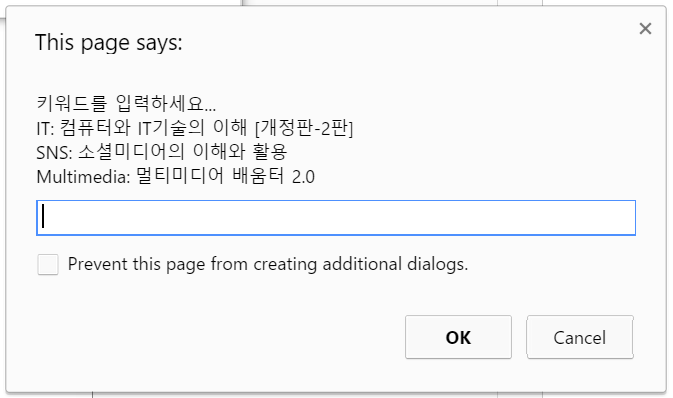 This page says:
키워드를 입력하세요...
IT: 컴퓨터와 IT기술의 이해 [개정판-2판]
SNS: 소셜미디어의 이해와 활용
Multimedia: 멀티미디어 배움터 2.0
Prevent this page from creating additional dialogs.
OK Cancel